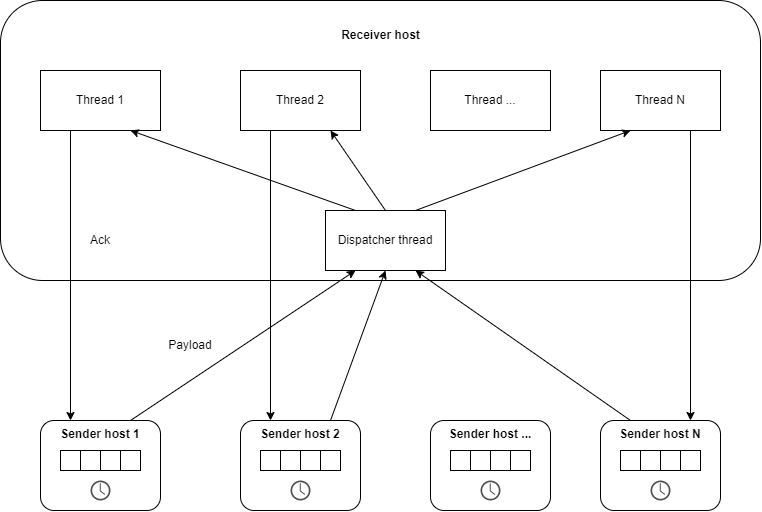 Receiver host
Thread 1
Thread 2
Thread ...
Thread N
Ack
Dispatcher thread
Payload
Sender host 1
Sender host 2
Sender host ...
Sender host N